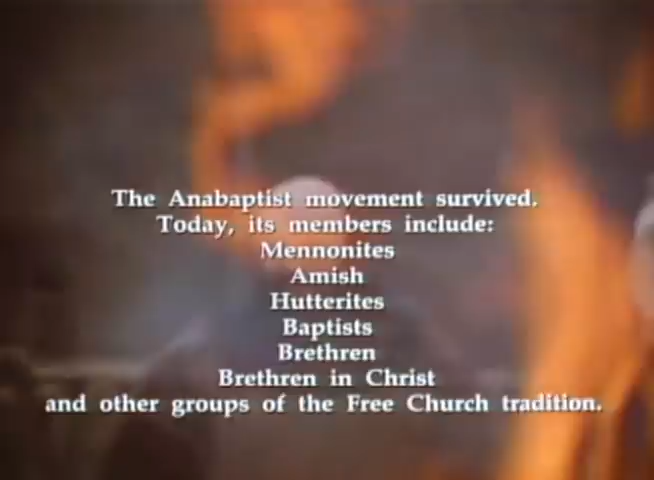 The Anabaptist movement survived.
Today, its members include:
Mennonites
Amish
Hutterites
Baptists
Brethren
Brethren in Christ
and other groups of the Free Church tradition.